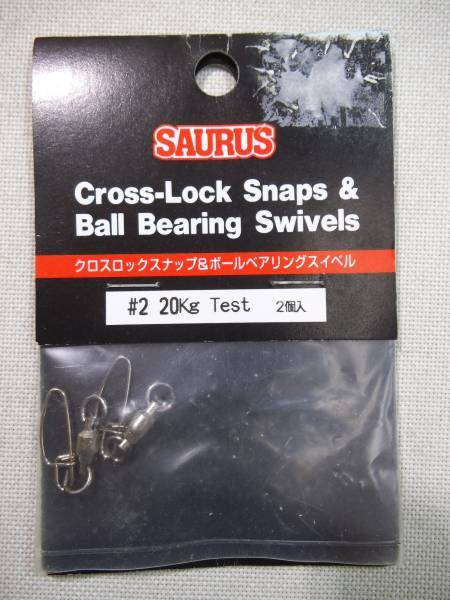 SAURUS
Cross-Lock Snaps &
Ball Bearing Swivels
クロスロックスナップ&ボールベアリングスイベル
#2 20Kg Test 2個入